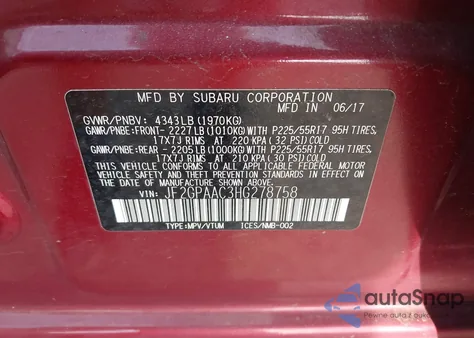 MFD BY SUBARU CORPORATION
MFD IN 06/17
GVWR/PNBV: 4343LB (1970KG)
GAWR/PNBE:FRONT- 2227LB(1010KG)WITH P225/55R17 95H TIRES,
17X7J RIMS AT 220 KPA( 32 PSI)COLD
GAWR/PNBE:REAR - 2205LB(1000KG)WITH P225/55R17 95H TIRES,
17X7J RIMS AT 210 KPA( 30 PSI)COLD
THIS VEHICLE CONFORMS TO ALL APPLICABLE FEDERAL MOTOR
VEHICLE SAFETY AND THEFT PREVENTION STANDARDS IN EFFECT
ON THE DATE OF MANUFACTURE SHOWN ABOVE.
VIN: JF2GPAAC3HG278758
TYPE:MPV/VTUM ICES/NMB-002
autoSnap
Pewne auta z aukcji